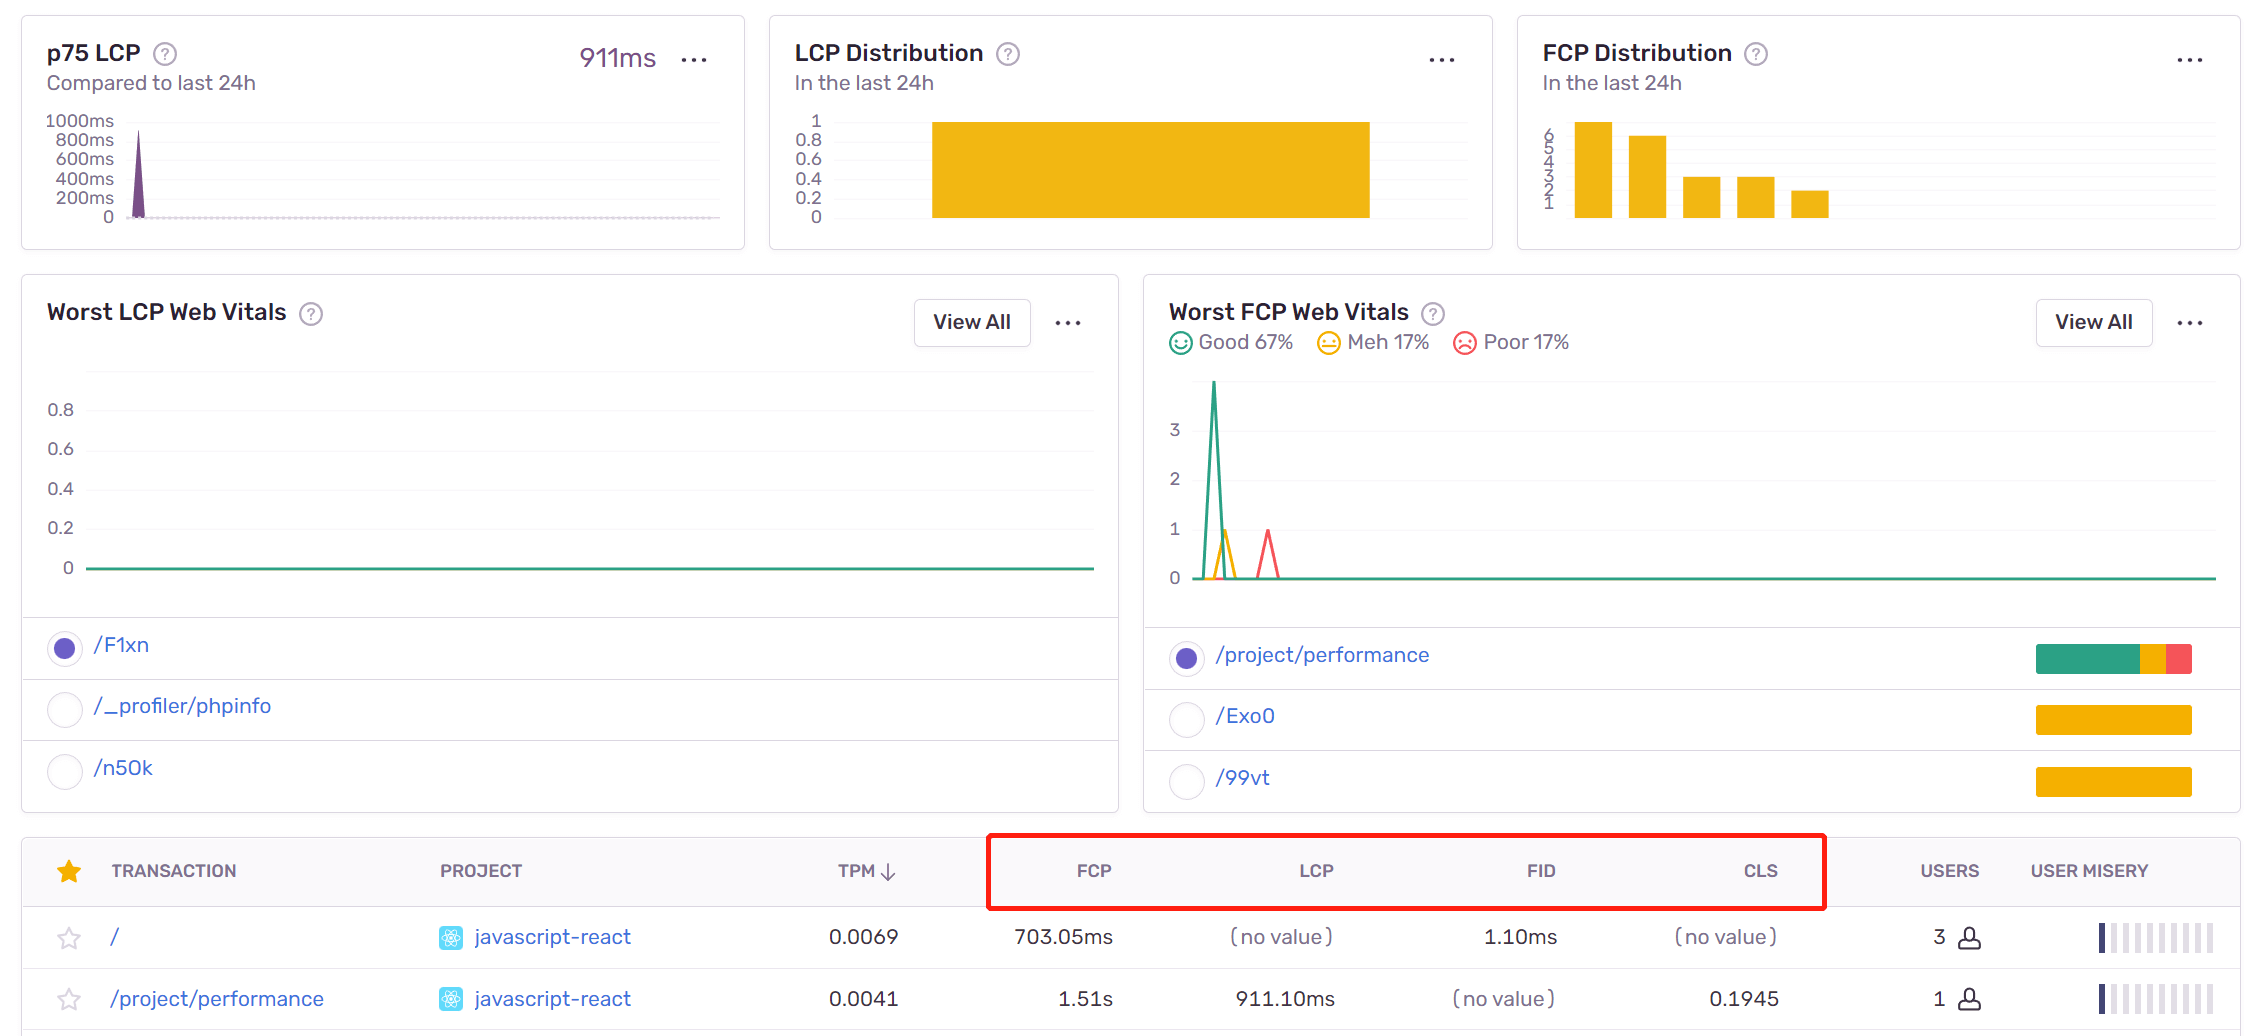 p75 LCP ?
911ms ...
Compared to last 24h
1000ms
800ms
600ms
400ms
200ms
0
LCP Distribution ?
...
In the last 24h
1
0.8
0.6
0.4
0.2
0
FCP Distribution ?
...
In the last 24h
6
5
4
3
2
1
Worst LCP Web Vitals ?
View All ...
0.8
0.6
0.4
0.2
0
/F1xn
/_profiler/phpinfo
/n50k
Worst FCP Web Vitals ?
View All ...
Good 67% Meh 17% Poor 17%
3
2
1
0
/project/performance
/Exo0
/99vt
TRANSACTION PROJECT TPM↓ FCP LCP FID CLS USERS USER MISERY
/ javascript-react 0.0069 703.05ms (no value) 1.10ms (no value) 3
/project/performance javascript-react 0.0041 1.51s 911.10ms (no value) 0.1945 1